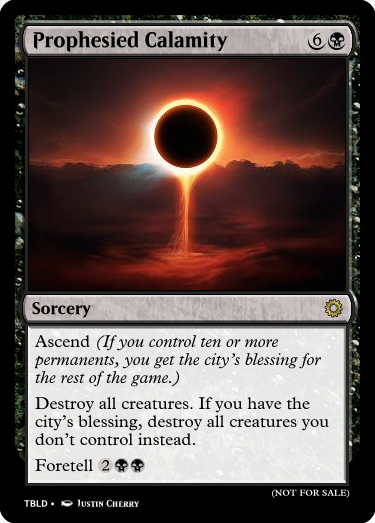 Prophesied Calamity 6
Sorcery
Ascend (If you control ten or more
permanents, you get the city's blessing for
the rest of the game.)
Destroy all creatures. If you have the
city's blessing, destroy all creatures you
don't control instead.
Foretell 2
TBLD • Justin Cherry
(NOT FOR SALE)